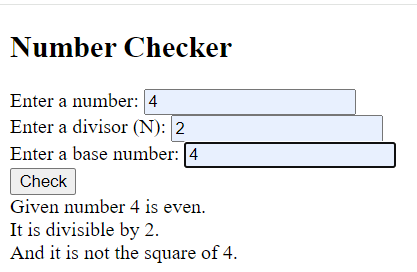 Number Checker
Enter a number: 4
Enter a divisor (N): 2
Enter a base number: 4
Check
Given number 4 is even.
It is divisible by 2.
And it is not the square of 4.